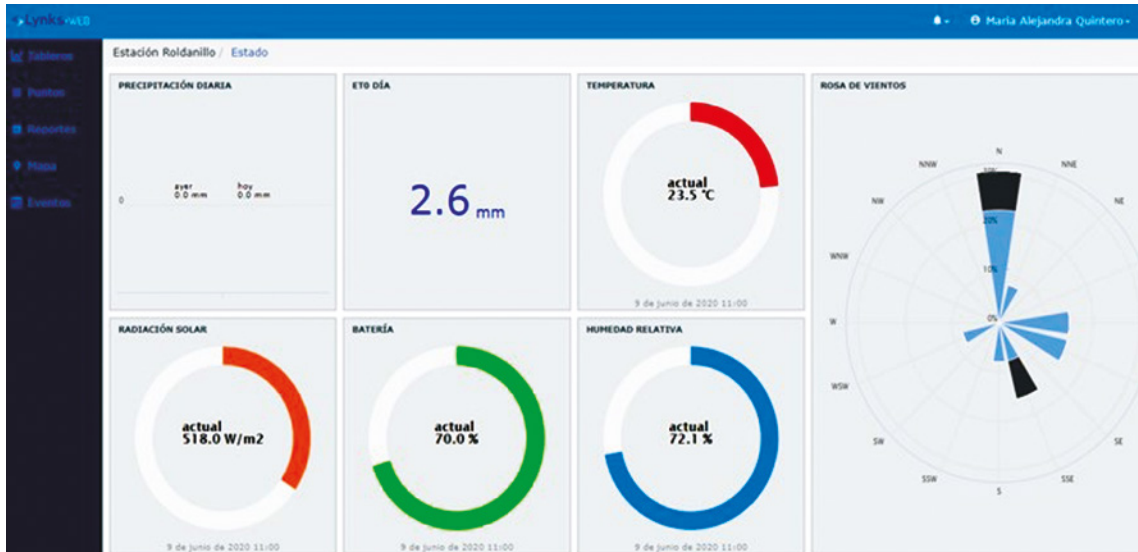 Lynks-WEB
Maria Alejandra Quintero
Tableros
Puntos
Reportes
Mapa
Eventos
Estación Roldanillo / Estado
PRECIPITACIÓN DIARIA
ayer hoy
0.0 mm 0.0 mm
0
ET0 DÍA
2.6 mm
TEMPERATURA
actual
23.5 °C
9 de junio de 2020 11:00
ROSA DE VIENTOS
N
NNW
NNE
NW
NE
20%
WNW
10%
0%
W
WSW
SW
SE
SSW
SSE
S
RADIACIÓN SOLAR
actual
518.0 W/m2
9 de junio de 2020 11:00
BATERÍA
actual
70.0 %
9 de junio de 2020 11:00
HUMEDAD RELATIVA
actual
72.1 %
9 de junio de 2020 11:00